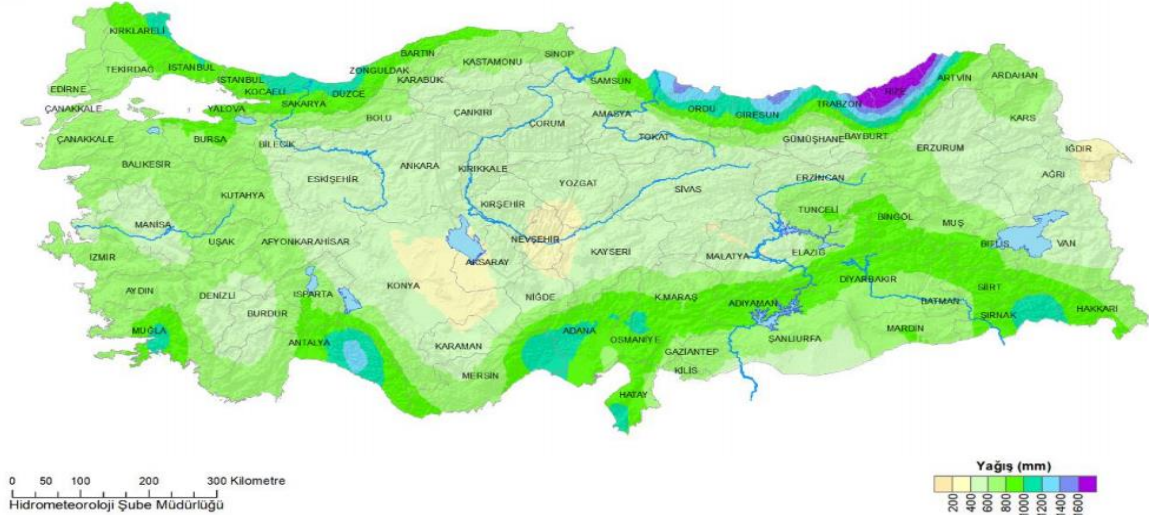 KIRKLARELİ
TEKİRDAĞ
İSTANBUL
İSTANBUL
EDİRNE
KOCAELİ
ÇANAKKALE
YALOVA
SAKARYA
DÜZCE
ZONGULDAK
BARTIN
KARABÜK
KASTAMONU
SİNOP
SAMSUN
ORDU
GİRESUN
TRABZON
RİZE
ARTVİN
ARDAHAN
KARS
ÇANAKKALE
BURSA
BİLECİK
BOLU
ÇANKIRI
ÇORUM
AMASYA
TOKAT
GÜMÜŞHANE
BAYBURT
ERZURUM
IĞDIR
AĞRI
BALIKESİR
KUTAHYA
ESKİŞEHİR
ANKARA
KIRIKKALE
YOZGAT
SİVAS
ERZİNCAN
KIRŞEHİR
TUNCELİ
BİNGÖL
MUŞ
MANİSA
UŞAK
AFYONKARAHİSAR
NEVŞEHİR
KAYSERİ
MALATYA
ELAZIĞ
BİTLİS
VAN
İZMİR
AKSARAY
AYDIN
DENİZLİ
ISPARTA
KONYA
NİĞDE
K.MARAŞ
ADIYAMAN
DİYARBAKIR
BATMAN
SİİRT
HAKKARİ
BURDUR
ŞIRNAK
MUĞLA
ANTALYA
KARAMAN
ADANA
OSMANİYE
GAZİANTEP
ŞANLIURFA
MARDİN
MERSİN
KİLİS
HATAY
Yağış (mm)
200 400 600 800 1000 1200 1400 1600
0 50 100 200 300 Kilometre
Hidrometeoroloji Şube Müdürlüğü